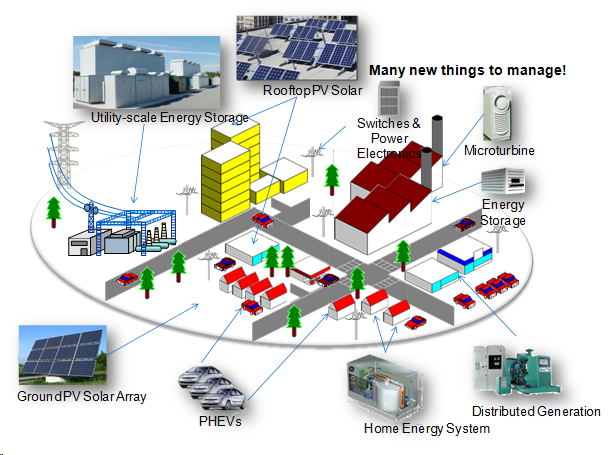 Many new things to manage!
Rooftop PV Solar
Utility-scale Energy Storage
Switches &
Power
Electronics
Microturbine
Energy
Storage
Ground PV Solar Array
PHEVs
Home Energy System
Distributed Generation